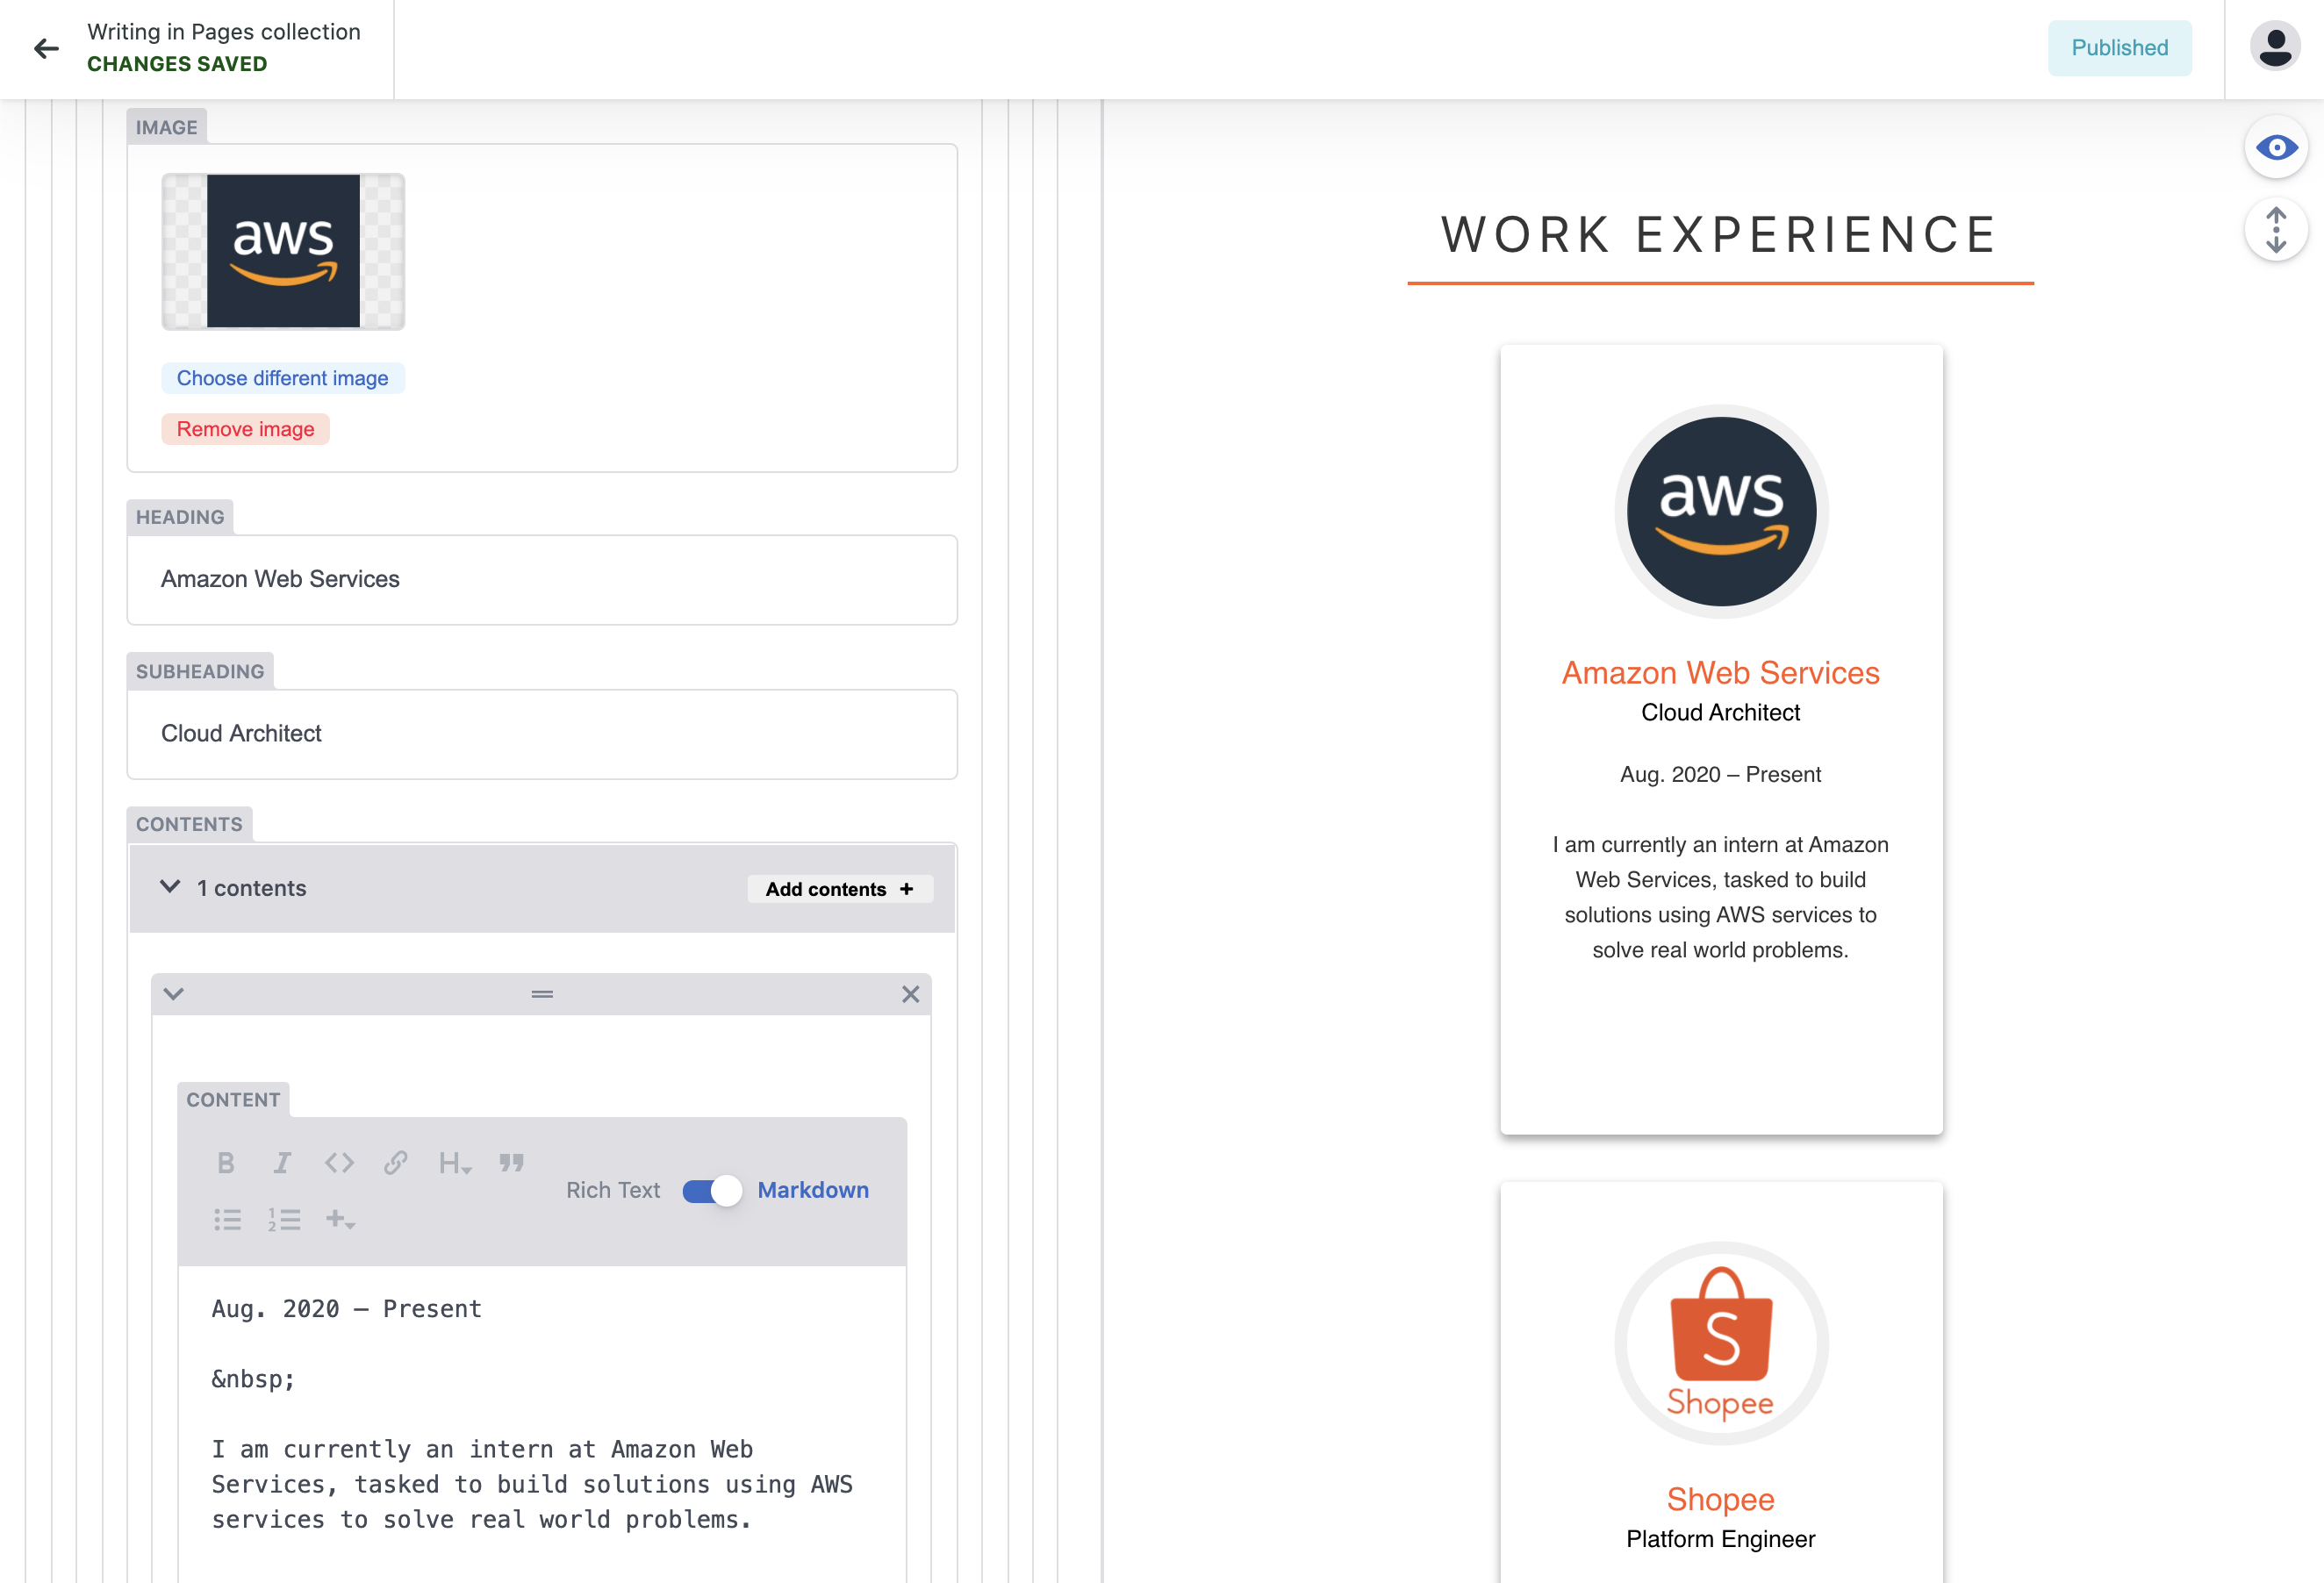 Writing in Pages collection
CHANGES SAVED
Published
IMAGE
aws
Choose different image
Remove image
HEADING
Amazon Web Services
SUBHEADING
Cloud Architect
CONTENTS
1 contents
Add contents +
CONTENT
B I <> H
Rich Text
Markdown
Aug. 2020 – Present
&nbsp;
I am currently an intern at Amazon Web
Services, tasked to build solutions using AWS
services to solve real world problems.
WORK EXPERIENCE
aws
Amazon Web Services
Cloud Architect
Aug. 2020 – Present
I am currently an intern at Amazon
Web Services, tasked to build
solutions using AWS services to
solve real world problems.
S
Shopee
Shopee
Platform Engineer